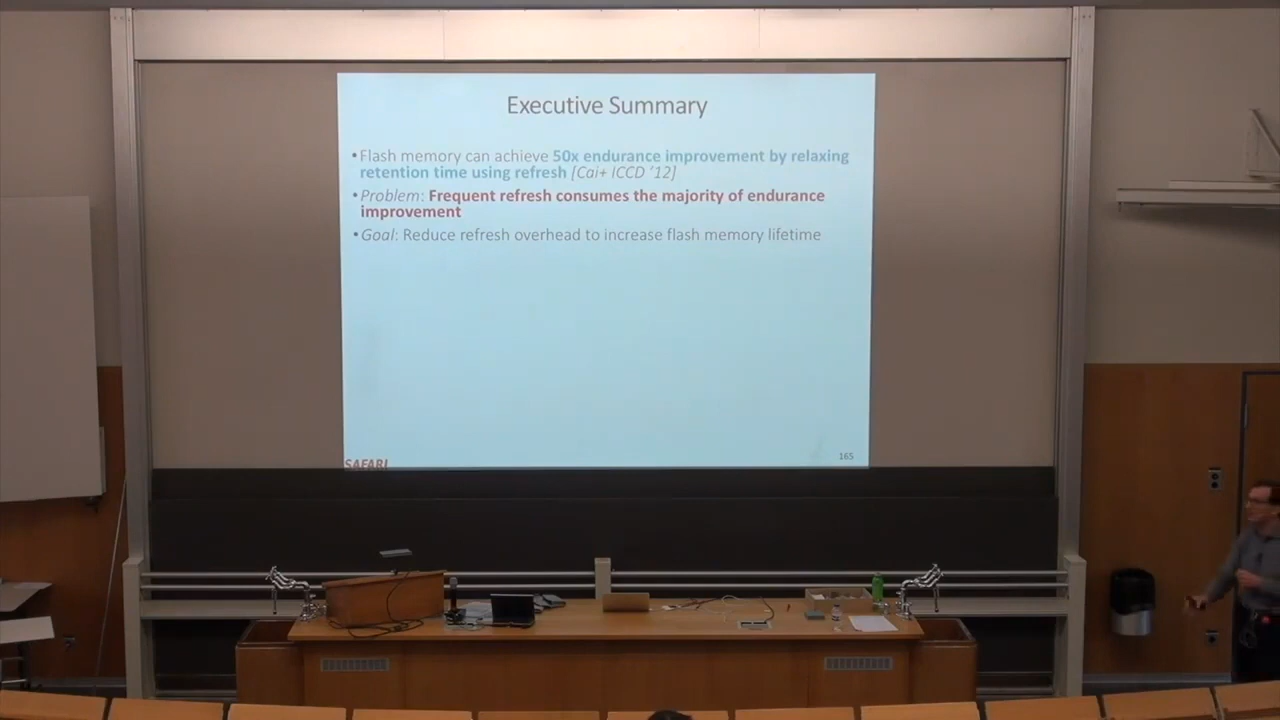 Executive Summary
•Flash memory can achieve 50x endurance improvement by relaxing
retention time using refresh [Cai+ ICCD '12]
•Problem: Frequent refresh consumes the majority of endurance
improvement
•Goal: Reduce refresh overhead to increase flash memory lifetime
SAFARI
165